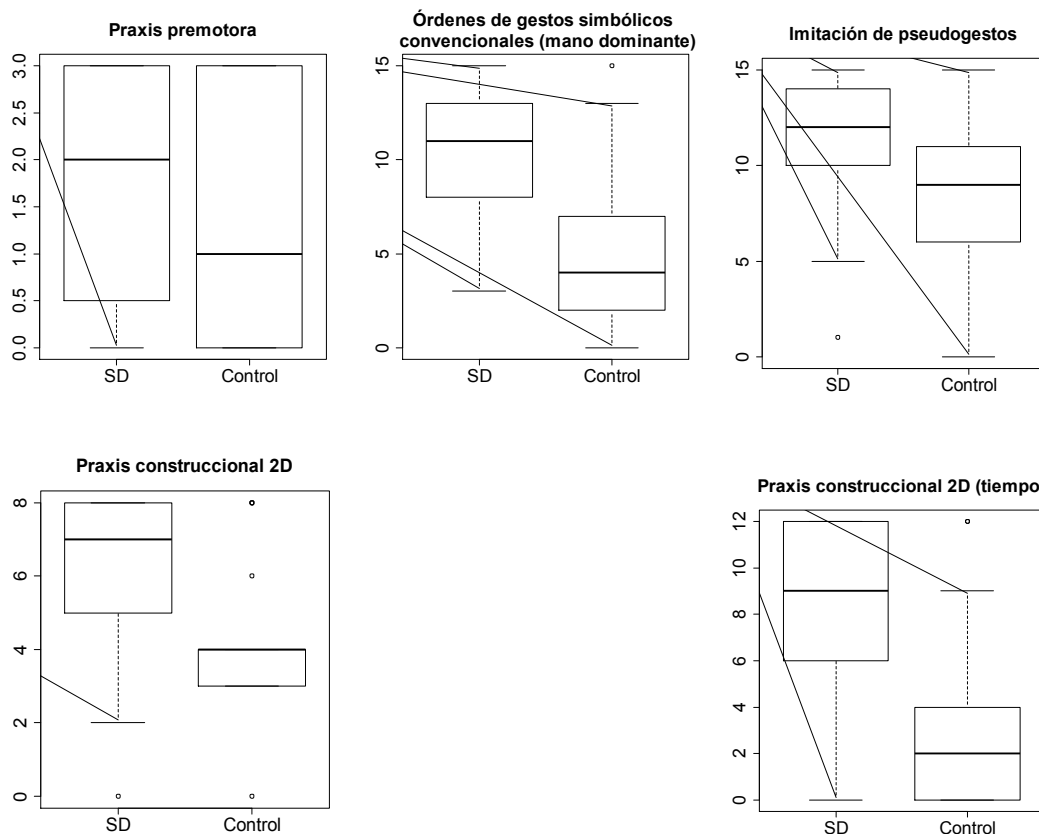 Praxis premotora
Órdenes de gestos simbólicos
convencionales (mano dominante)
Imitación de pseudogestos
3.0
2.5
2.0
1.5
1.0
0.5
0.0
SD
Control
15
10
5
0
SD
Control
15
10
5
0
SD
Control
Praxis construccional 2D
8
6
4
2
0
SD
Control
Praxis construccional 2D (tiempo
12
10
8
6
4
2
0
SD
Control